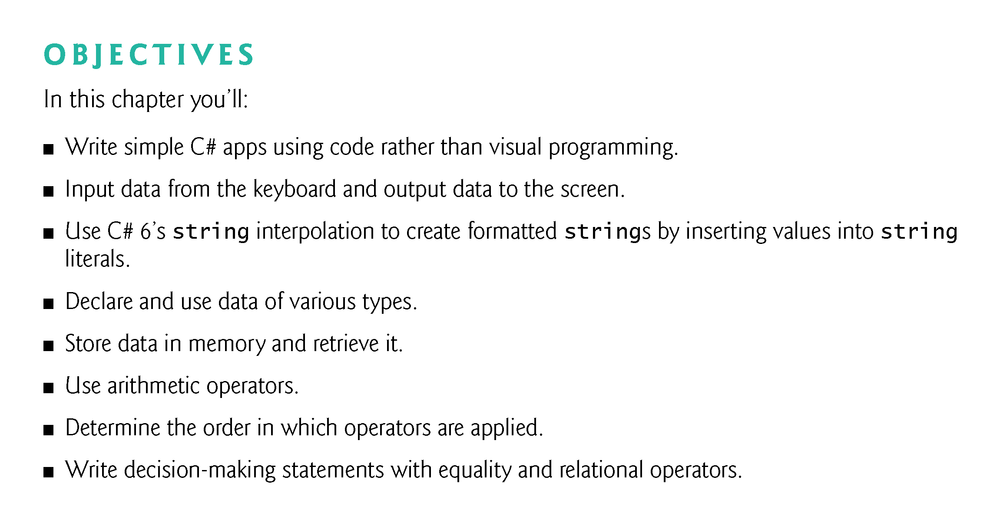 OBJECTIVES
In this chapter you’ll:
■ Write simple C# apps using code rather than visual programming.
■ Input data from the keyboard and output data to the screen.
■ Use C# 6’s string interpolation to create formatted strings by inserting values into string
literals.
■ Declare and use data of various types.
■ Store data in memory and retrieve it.
■ Use arithmetic operators.
■ Determine the order in which operators are applied.
■ Write decision-making statements with equality and relational operators.